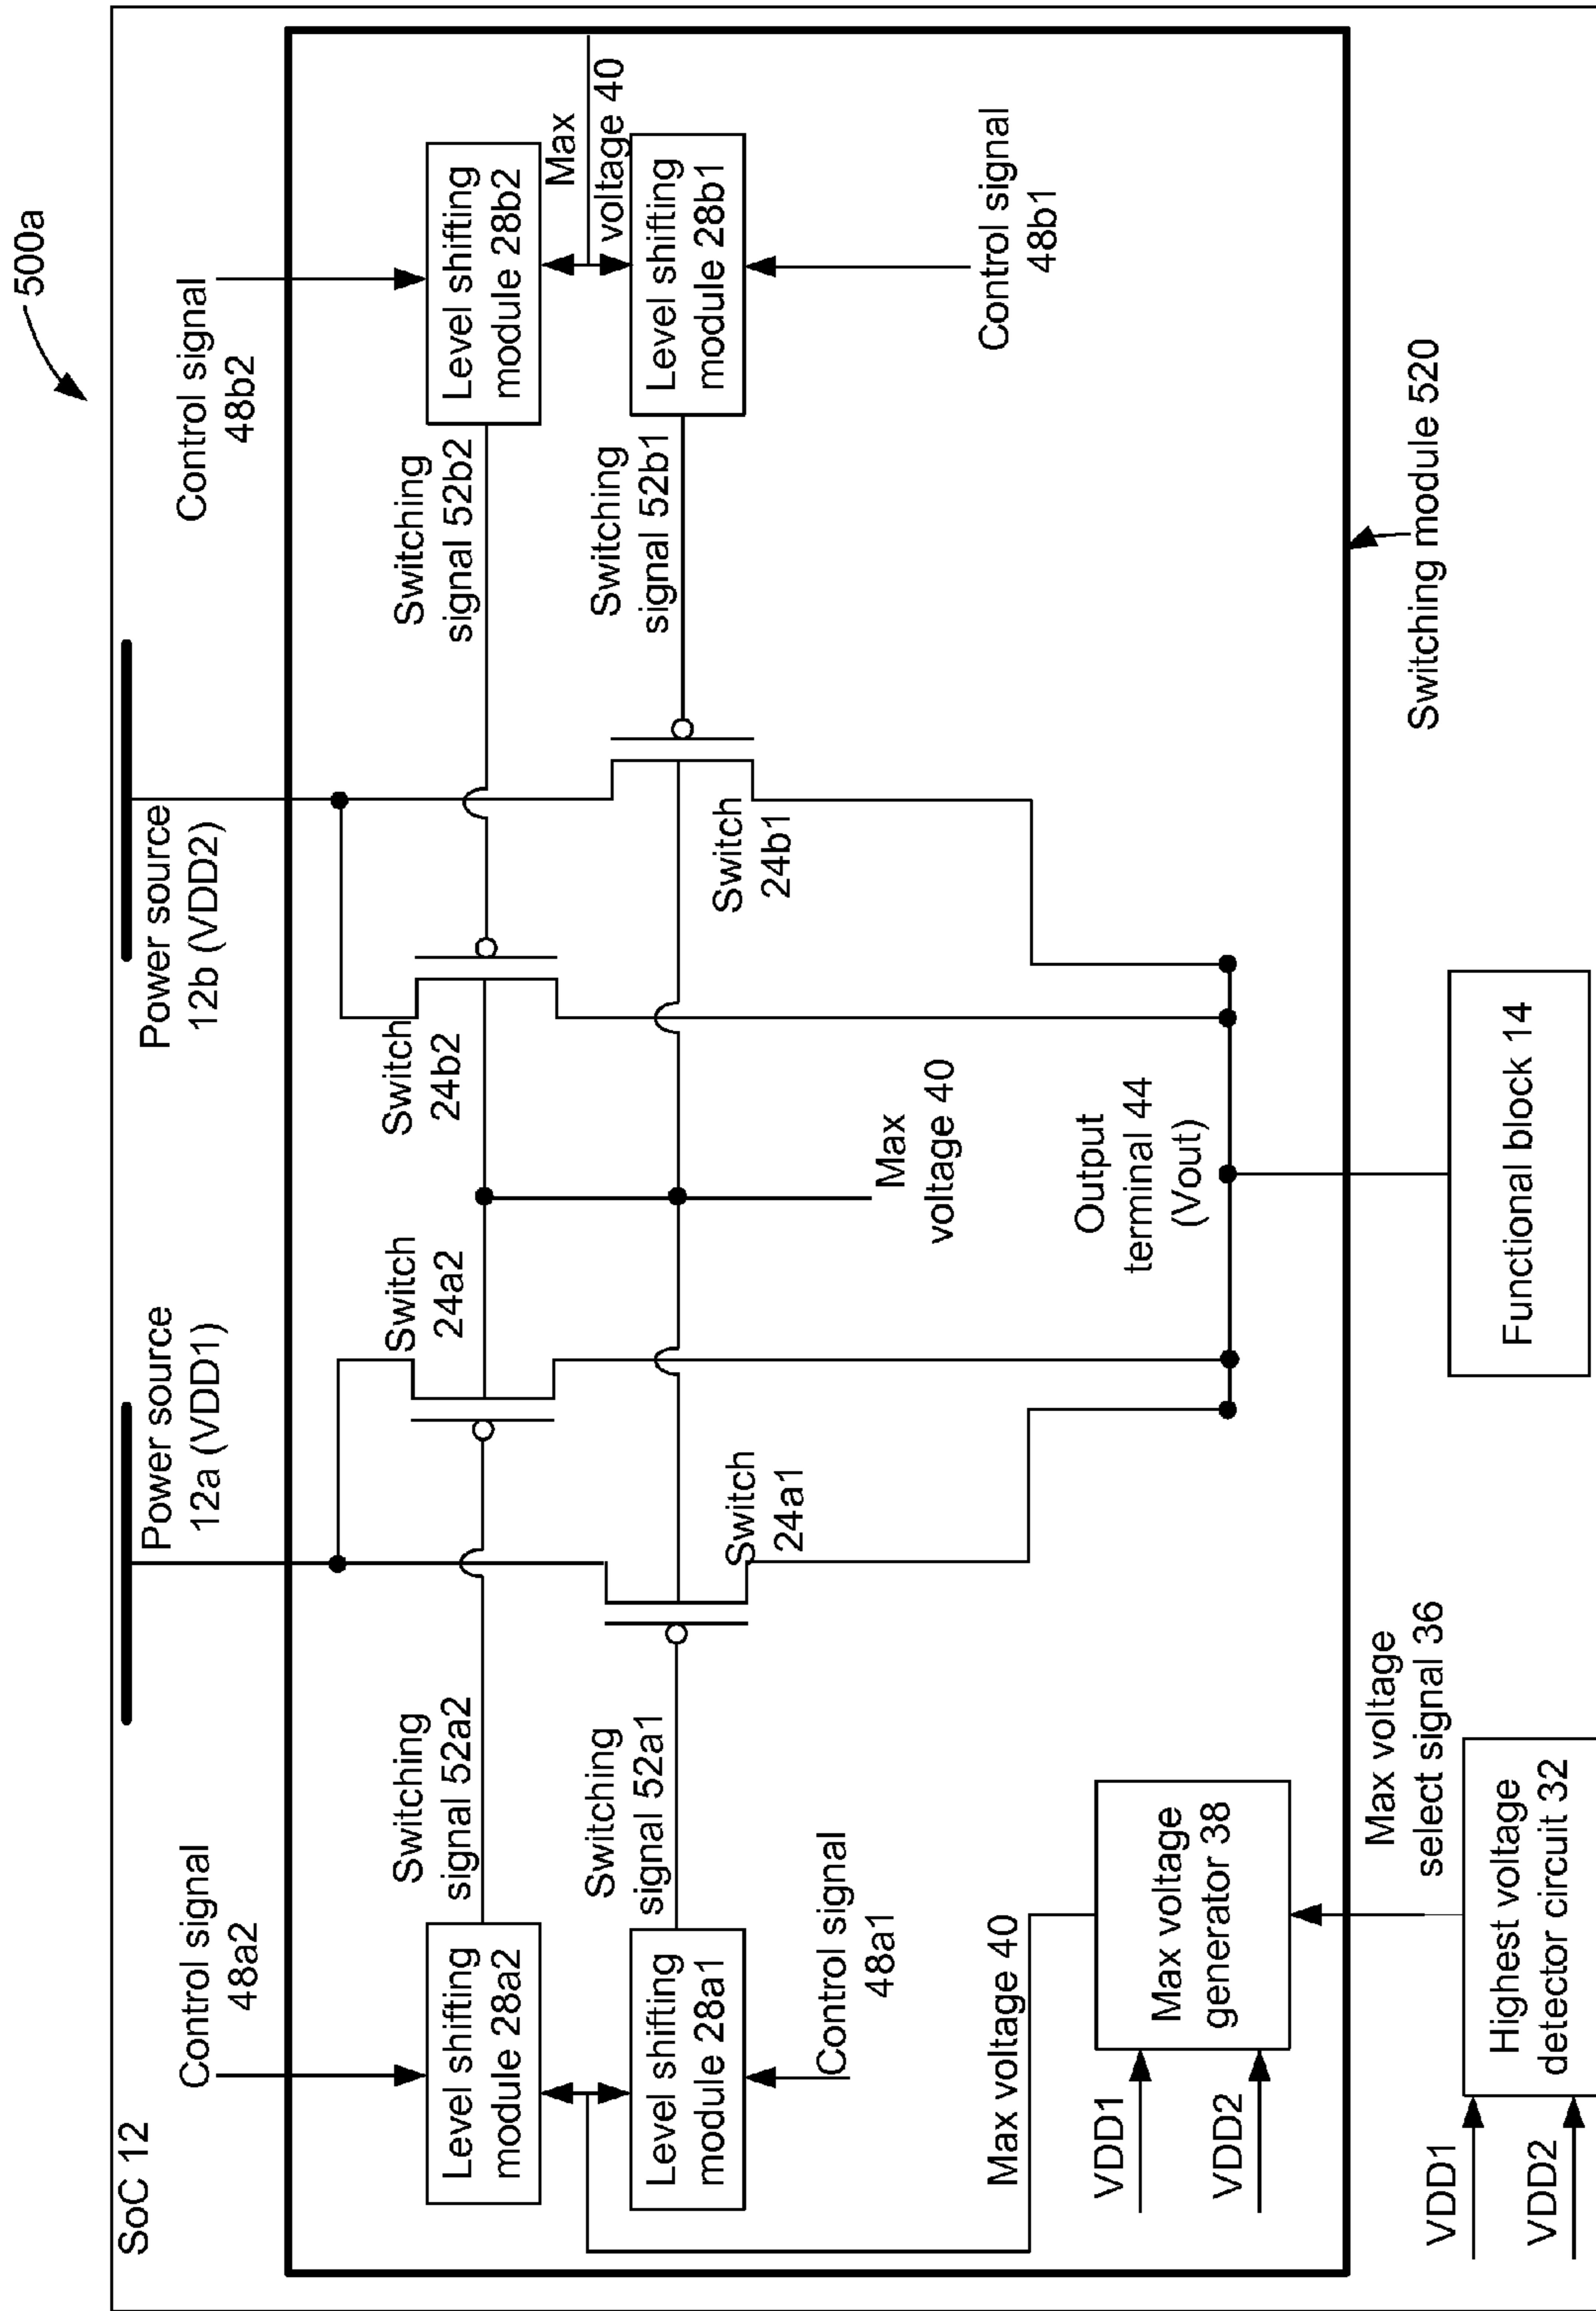 500a
SoC 12
Power source
12a (VDD1)
Power source
12b (VDD2)
Control signal
48a2
Control signal
48b2
Level shifting
module 28a2
Switching
signal 52a2
Switch
24a2
Switch
24b2
Switching
signal 52b2
Level shifting
module 28b2
Max
voltage 40
Level shifting
module 28a1
Switching
signal 52a1
Switch
24a1
Switch
24b1
Switching
signal 52b1
Level shifting
module 28b1
Control signal
48a1
Max
voltage 40
Control signal
48b1
Max voltage 40
VDD1
VDD2
Max voltage
generator 38
Output
terminal 44
(Vout)
Max voltage
select signal 36
Switching module 520
VDD1
VDD2
Highest voltage
detector circuit 32
Functional block 14